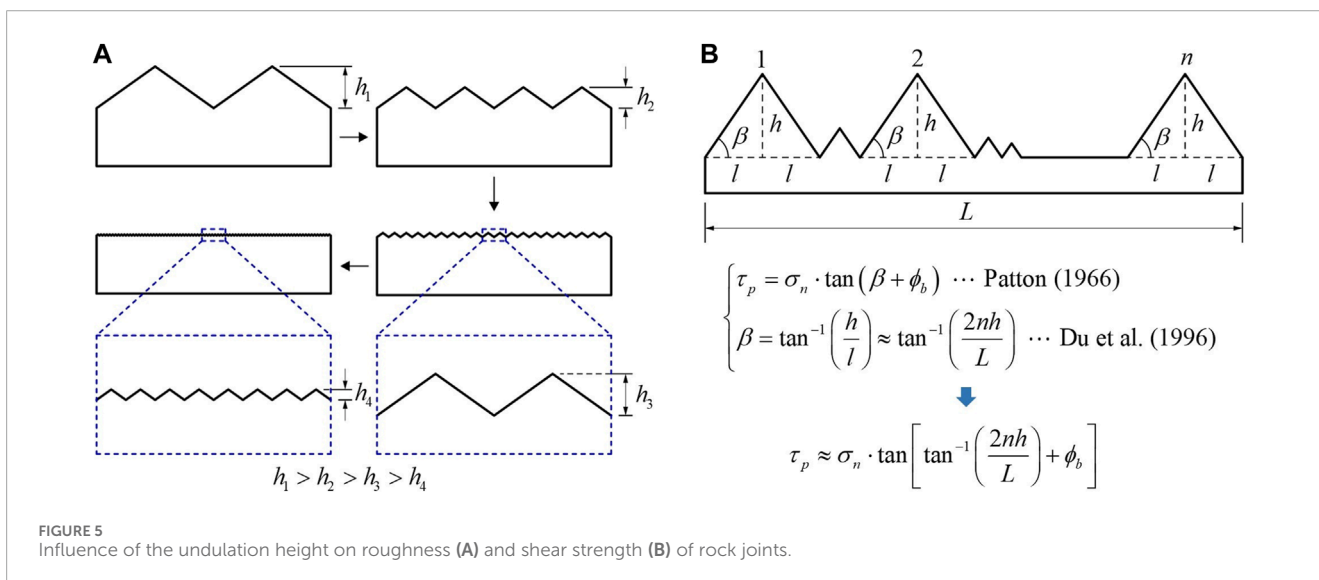 A
h₁
h₂
h₄
h₃
h₁ > h₂ > h₃ > h₄
B
1 2 n
β h β h β h
l l l l l l
L
τₚ = σₙ · tan(β + ϕ_b) ··· Patton (1966)
β = tan⁻¹(h/l) ≈ tan⁻¹(2nh/L) ··· Du et al. (1996)
τₚ ≈ σₙ · tan[tan⁻¹(2nh/L) + ϕ_b]
FIGURE 5
Influence of the undulation height on roughness (A) and shear strength (B) of rock joints.